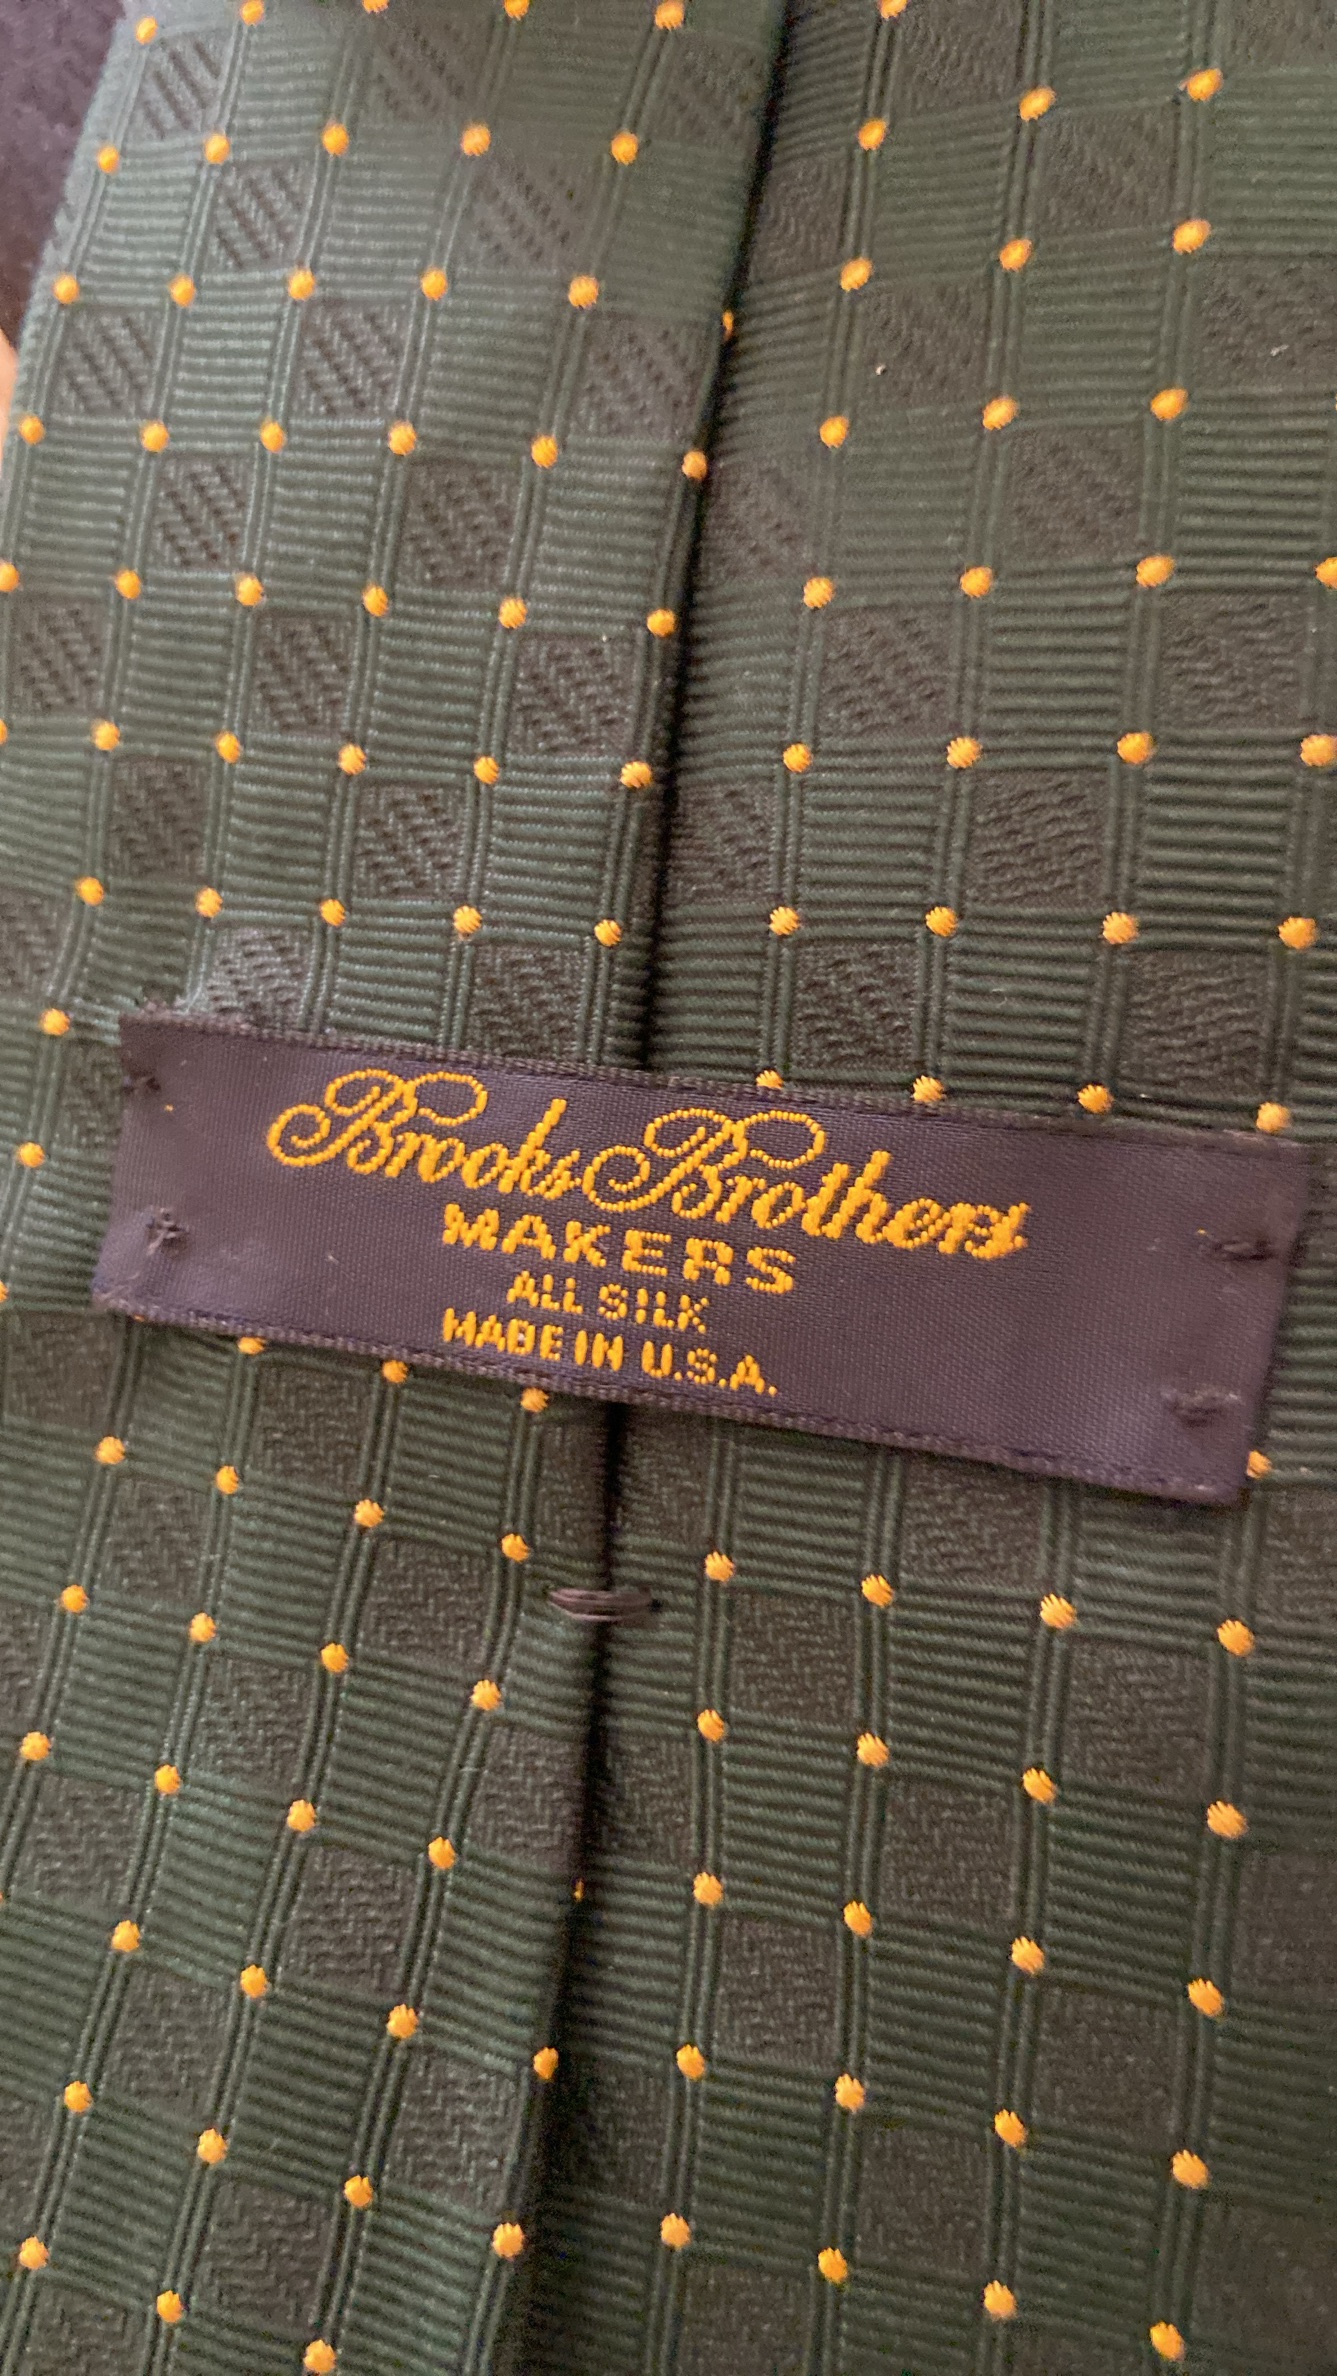 Brooks Brothers
MAKERS
ALL SILK
MADE IN U.S.A.